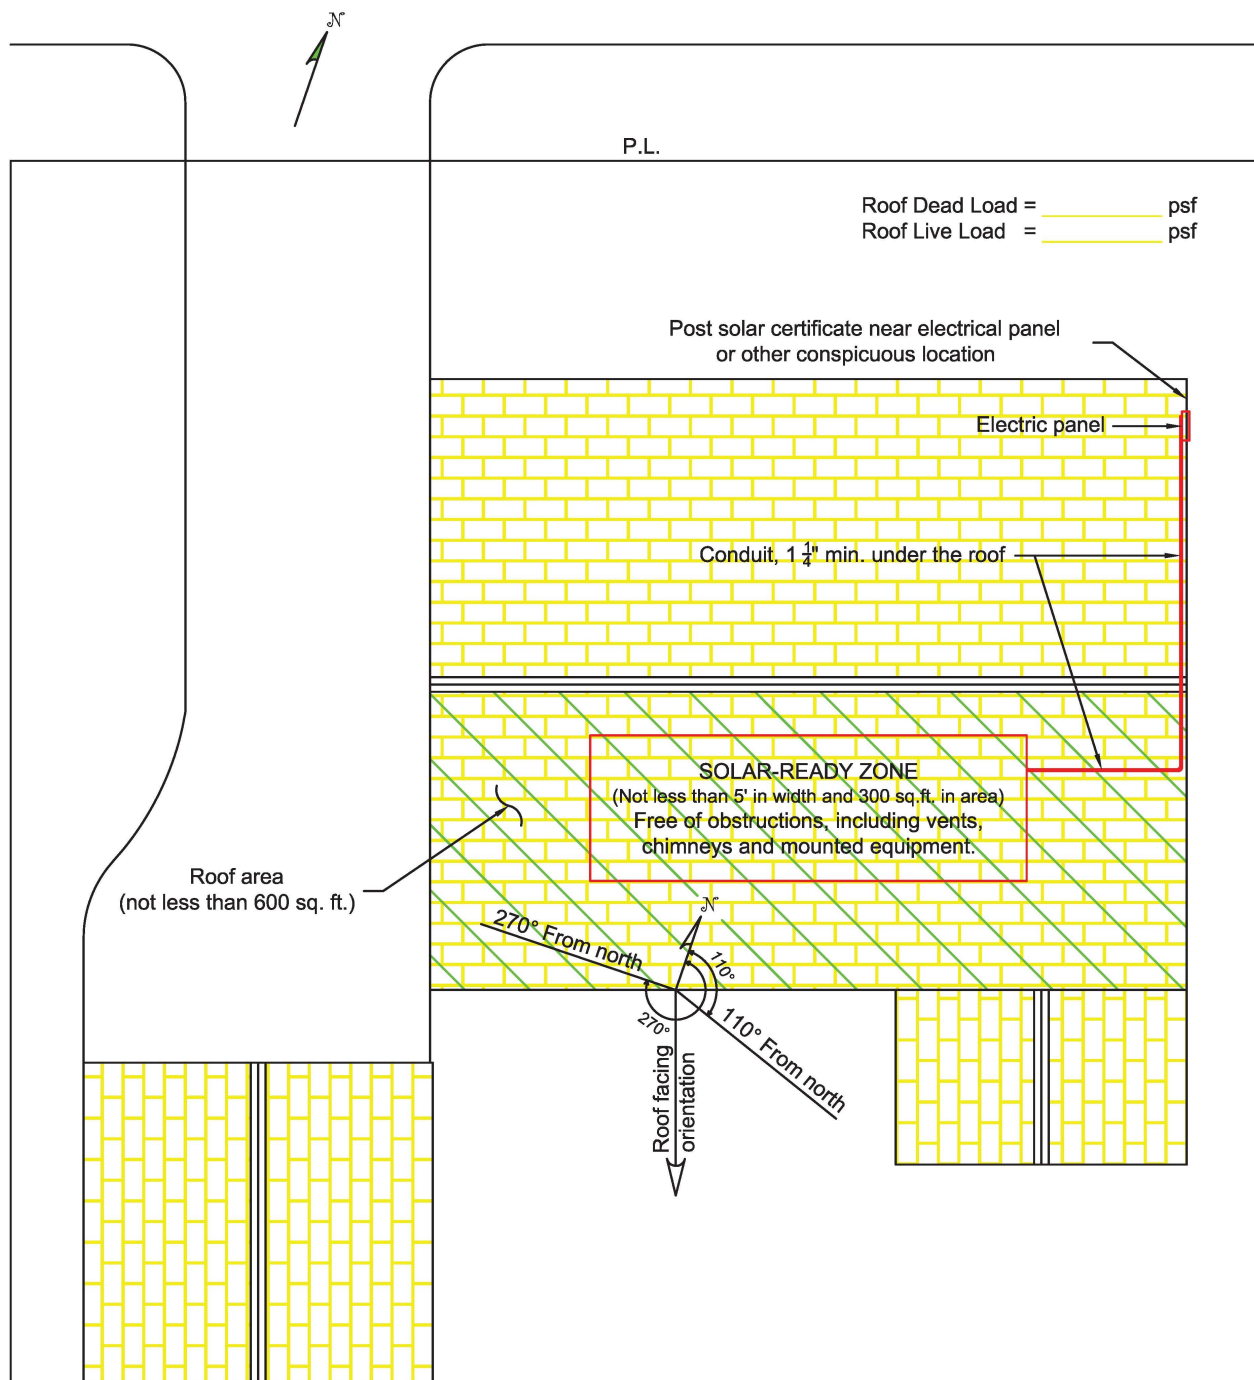 N
P.L.
Roof Dead Load = ____________ psf
Roof Live Load = ____________ psf
Post solar certificate near electrical panel
or other conspicuous location
Electric panel
Conduit, 1 1/4" min. under the roof
SOLAR-READY ZONE
(Not less than 5' in width and 300 sq.ft. in area)
Free of obstructions, including vents,
chimneys and mounted equipment.
Roof area
(not less than 600 sq. ft.)
N
270° From north
110°
270°
110° From north
Roof facing
orientation